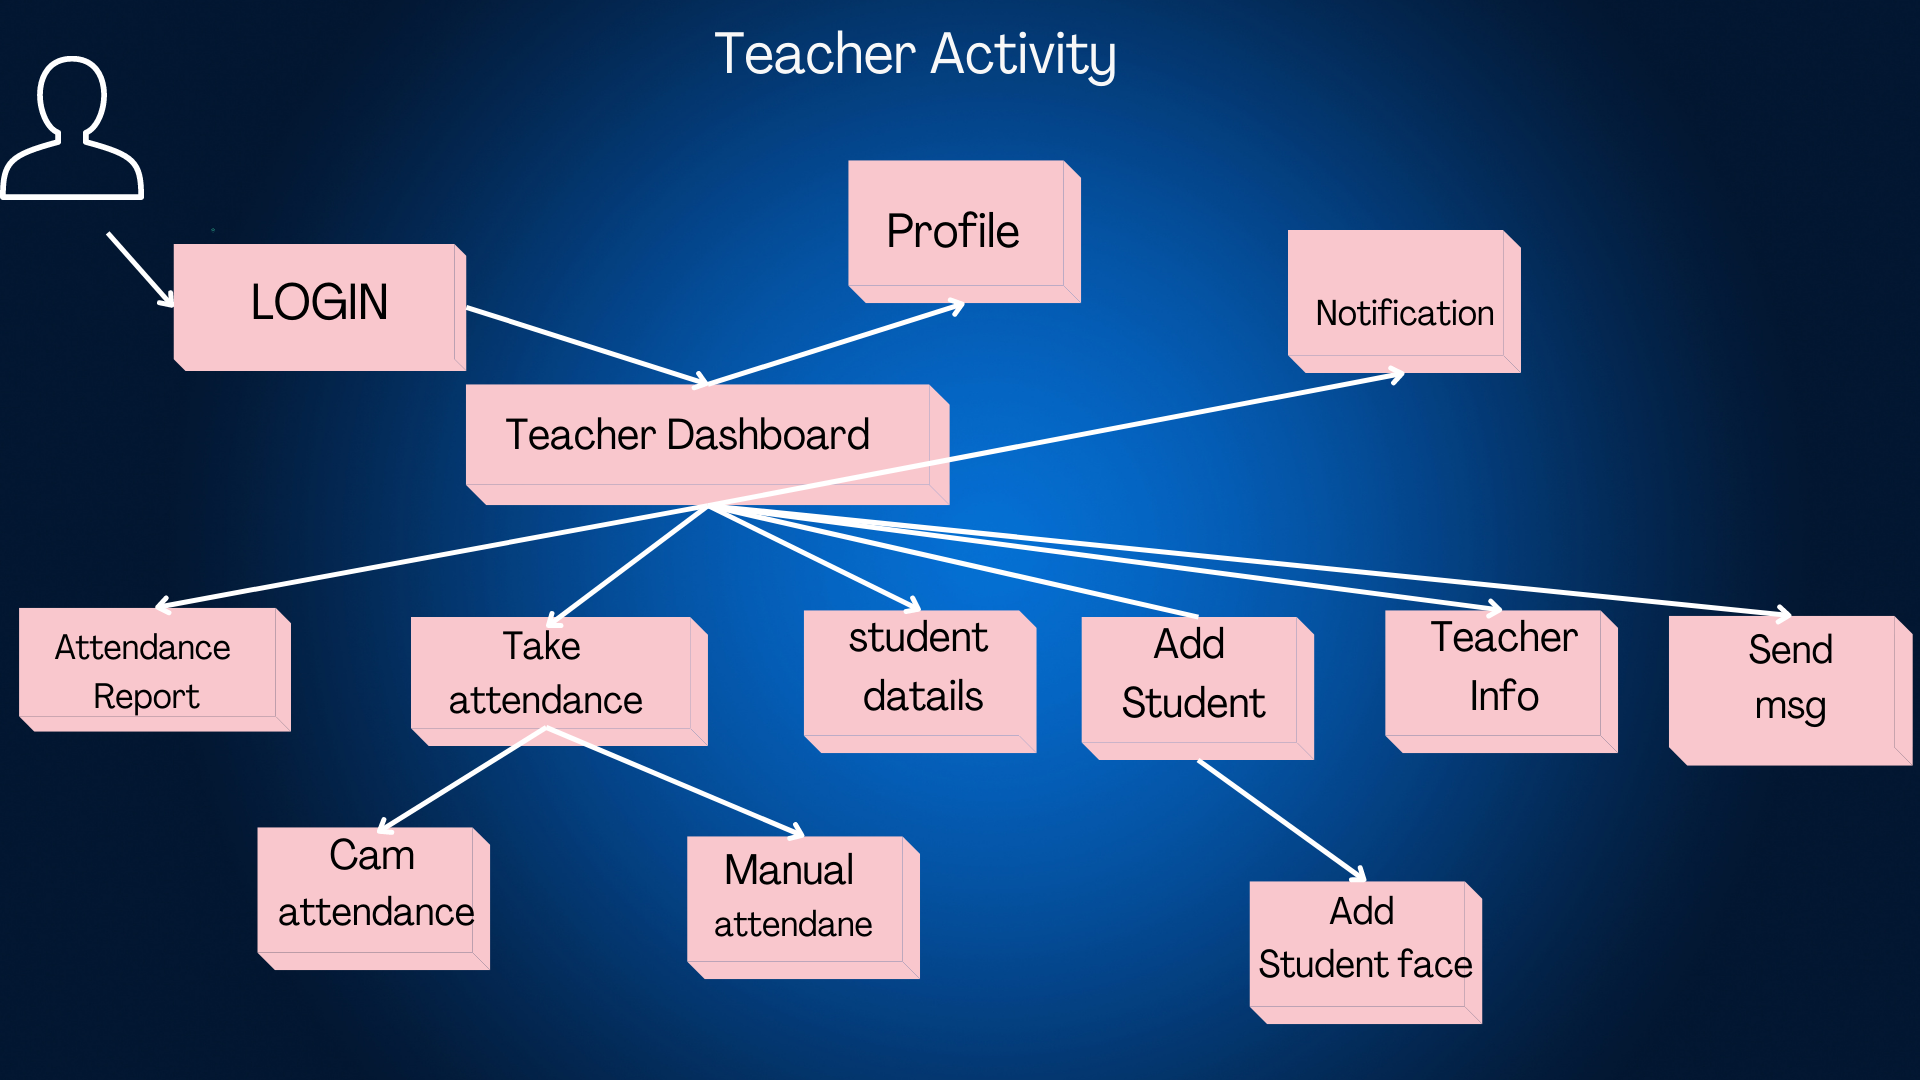 Teacher Activity
Profile
LOGIN
Notification
Teacher Dashboard
Attendance
Report
Take
attendance
student
datails
Add
Student
Teacher
Info
Send
msg
Cam
attendance
Manual
attendane
Add
Student face